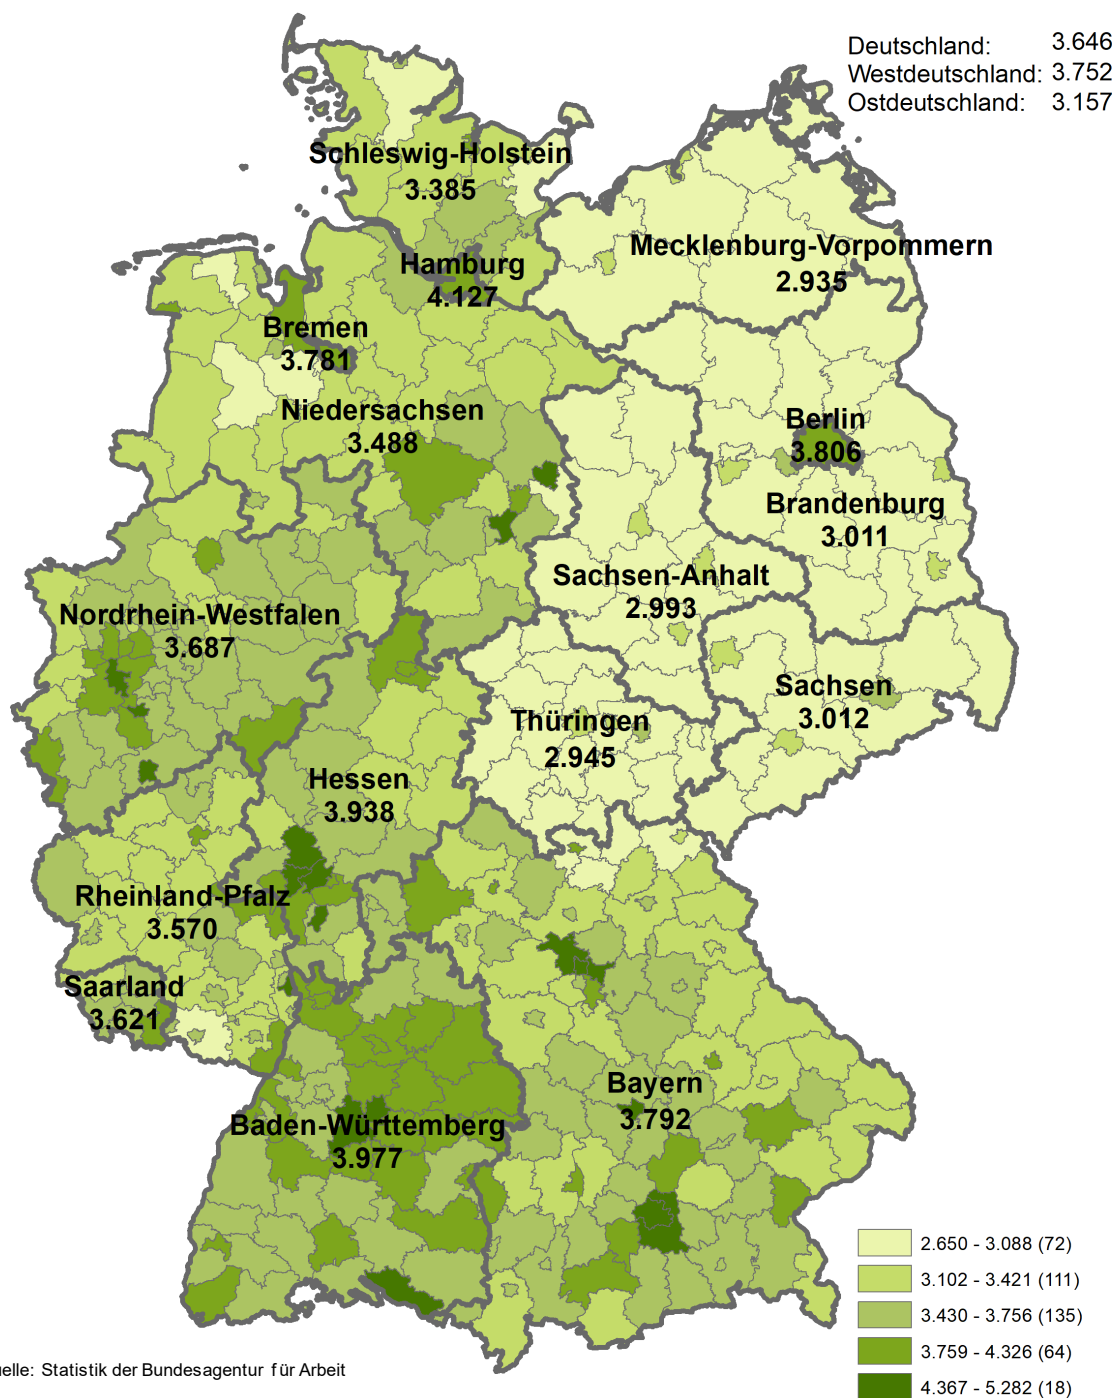 Deutschland: 3.646
Westdeutschland: 3.752
Ostdeutschland: 3.157
Schleswig-Holstein
3.385
Mecklenburg-Vorpommern
2.935
Hamburg
4.127
Bremen
3.781
Niedersachsen
3.488
Berlin
3.806
Brandenburg
3.011
Sachsen-Anhalt
2.993
Nordrhein-Westfalen
3.687
Sachsen
3.012
Thüringen
2.945
Hessen
3.938
Rheinland-Pfalz
3.570
Saarland
3.621
Bayern
3.792
Baden-Württemberg
3.977
2.650 - 3.088 (72)
3.102 - 3.421 (111)
3.430 - 3.756 (135)
3.759 - 4.326 (64)
4.367 - 5.282 (18)
elle: Statistik der Bundesagentur für Arbeit